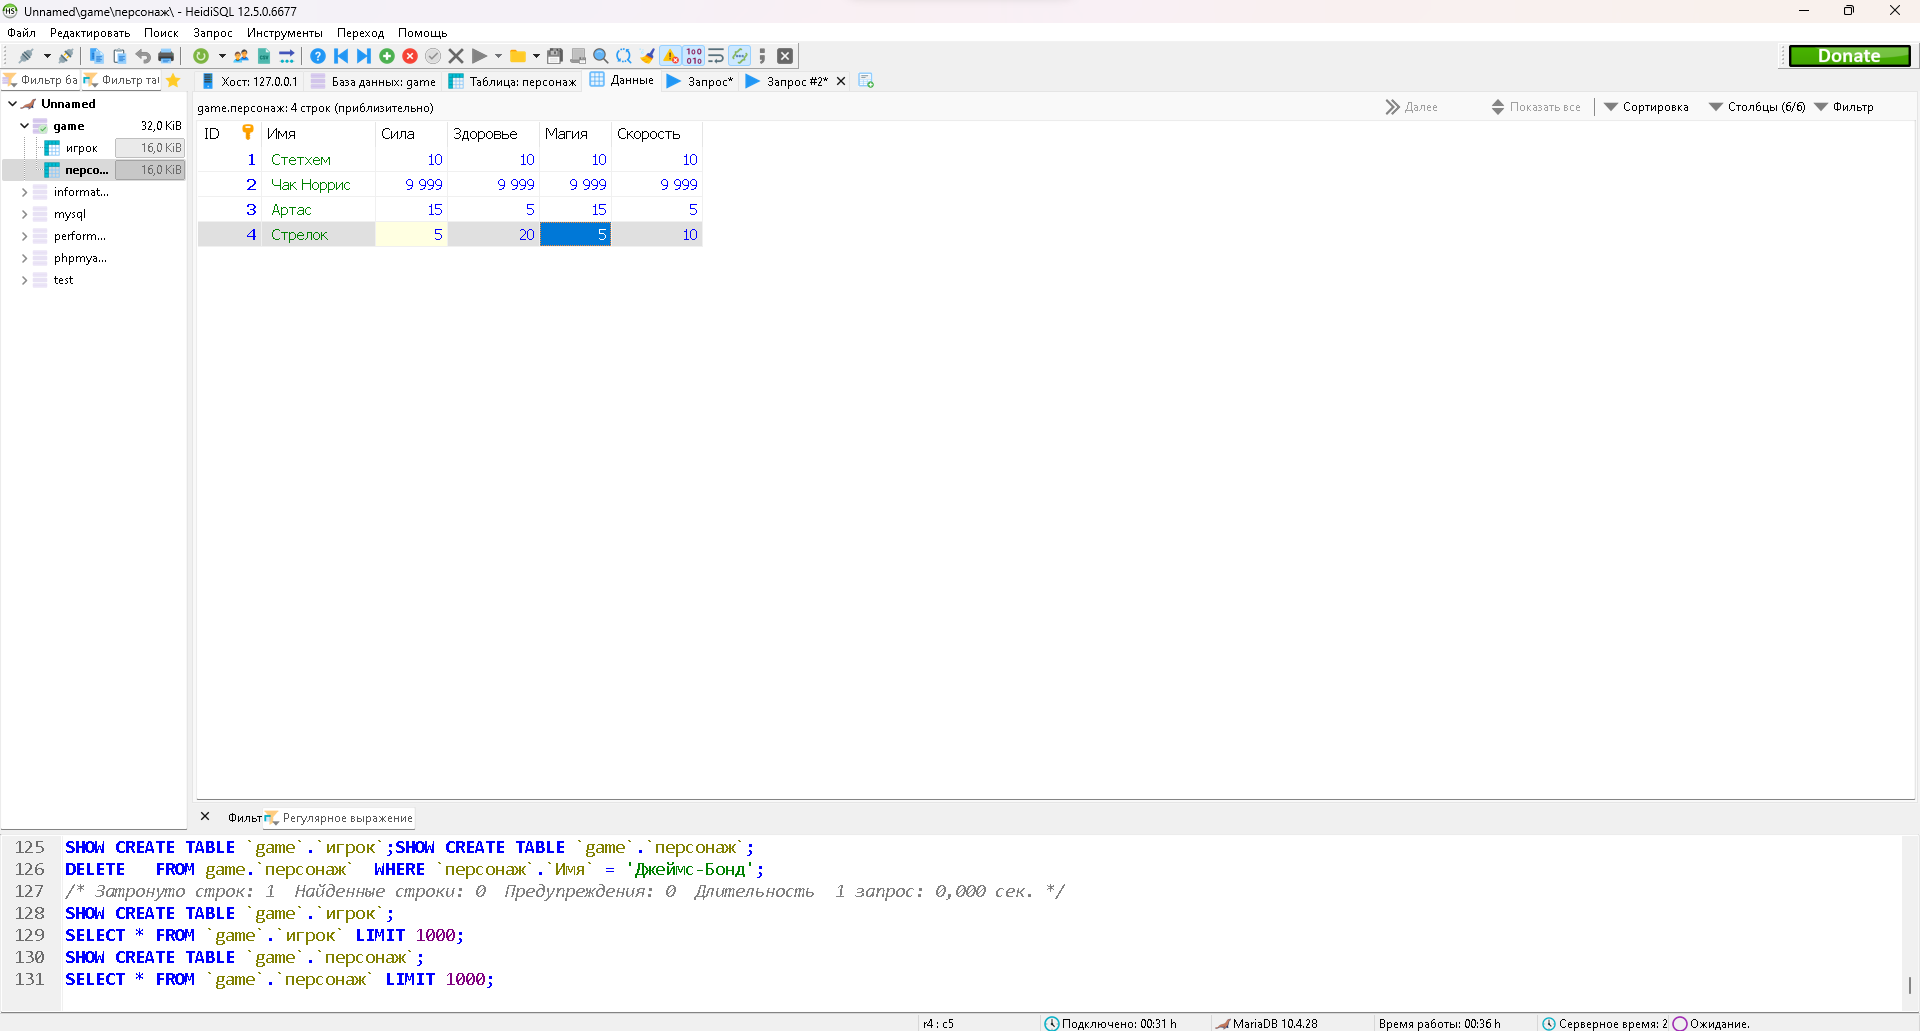 Unnamed\game\персонаж\ - HeidiSQL 12.5.0.6677
Файл Редактировать Поиск Запрос Инструменты Переход Помощь
Donate
Фильтр ба Фильтр таб Хост: 127.0.0.1 База данных: game Таблица: персонаж Данные Запрос* Запрос #2*
Unnamed
game 32,0 KiB
игрок 16,0 KiB
персо... 16,0 KiB
informat...
mysql
perform...
phpmya...
test
game.персонаж: 4 строк (приблизительно) Далее Показать все Сортировка Столбцы (6/6) Фильтр
ID Имя Сила Здоровье Магия Скорость
1 Стетхем 10 10 10 10
2 Чак Норрис 9 999 9 999 9 999 9 999
3 Артас 15 5 15 5
4 Стрелок 5 20 5 10
Фильт Регулярное выражение
125 SHOW CREATE TABLE `game`.`игрок`;SHOW CREATE TABLE `game`.`персонаж`;
126 DELETE FROM game.`персонаж` WHERE `персонаж`.`Имя` = 'Джеймс-Бонд';
127 /* Затронуто строк: 1 Найденные строки: 0 Предупреждения: 0 Длительность 1 запрос: 0,000 сек. */
128 SHOW CREATE TABLE `game`.`игрок`;
129 SELECT * FROM `game`.`игрок` LIMIT 1000;
130 SHOW CREATE TABLE `game`.`персонаж`;
131 SELECT * FROM `game`.`персонаж` LIMIT 1000;
r4 : c5 Подключено: 00:31 h MariaDB 10.4.28 Время работы: 00:36 h Серверное время: 2 Ожидание.